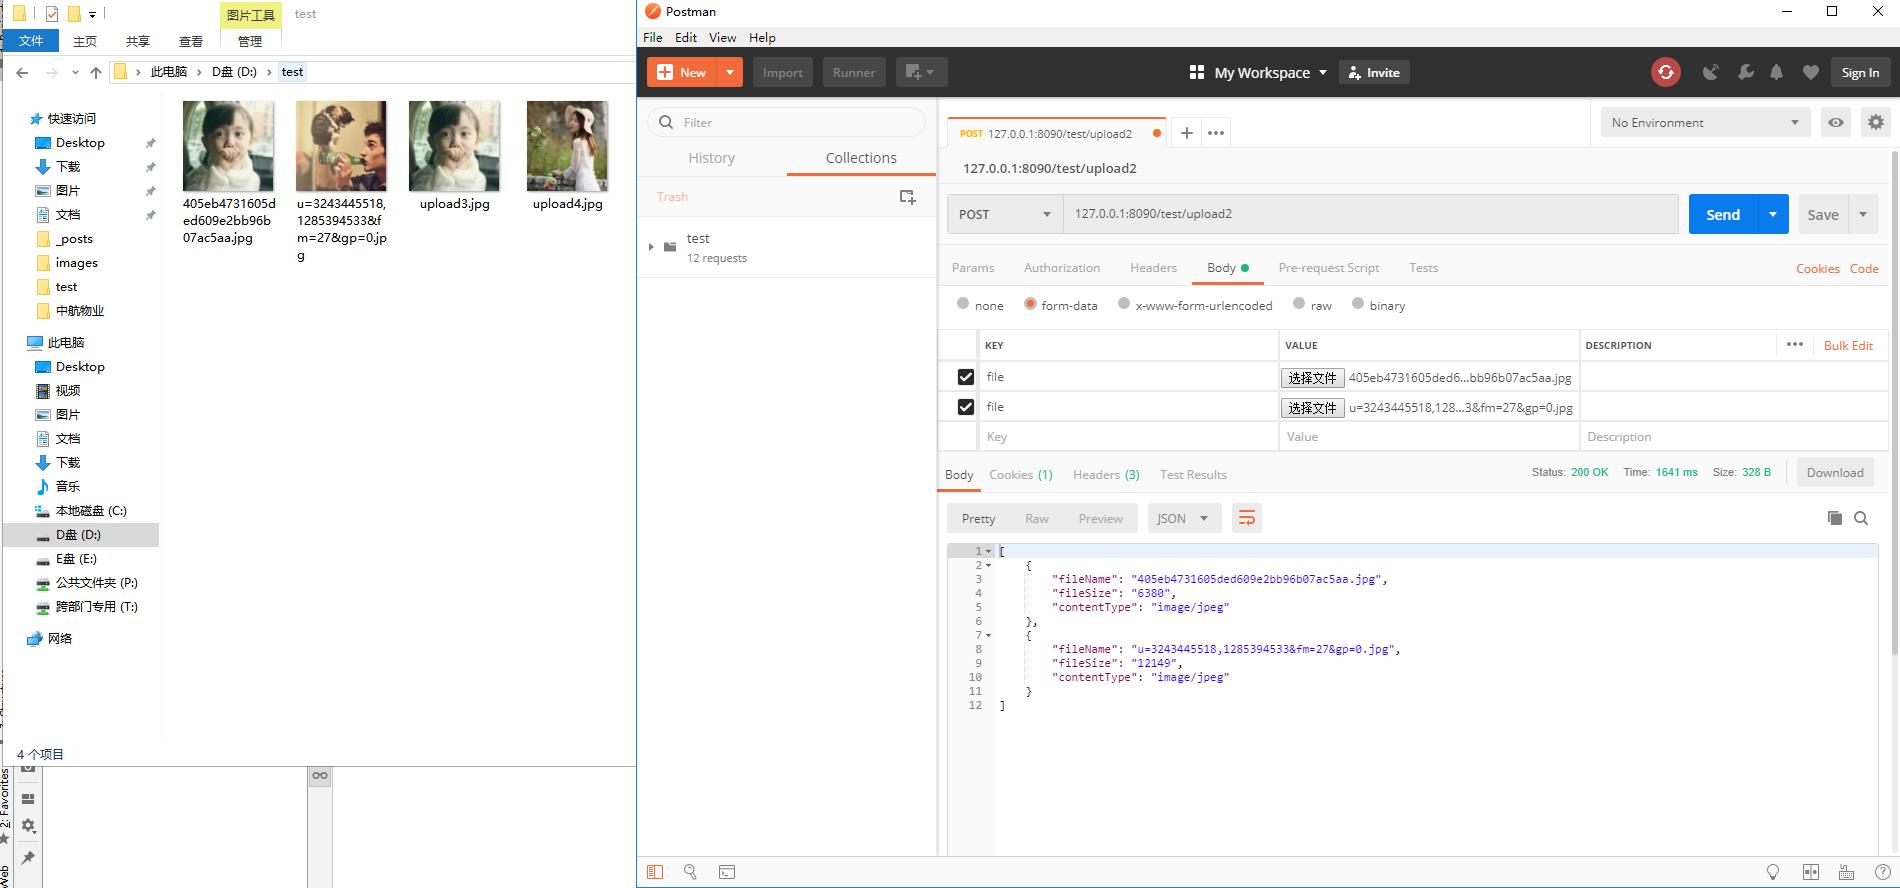 图片工具
test
文件
主页
共享
查看
管理
此电脑
D盘 (D:)
test
快速访问
Desktop
下载
图片
文档
_posts
images
test
中航物业
此电脑
Desktop
视频
图片
文档
下载
音乐
本地磁盘 (C:)
D盘 (D:)
E盘 (E:)
公共文件夹 (P:)
跨部门专用 (T:)
网络
405eb4731605d
ed609e2bb96b
07ac5aa.jpg
u=3243445518,
1285394533&f
m=27&gp=0.jp
g
upload3.jpg
upload4.jpg
4 个项目
2: Favorites
Web
Postman
File
Edit
View
Help
New
Import
Runner
My Workspace
Invite
Sign In
Filter
History
Collections
Trash
test
12 requests
POST 127.0.0.1:8090/test/upload2
No Environment
127.0.0.1:8090/test/upload2
POST
127.0.0.1:8090/test/upload2
Send
Save
Params
Authorization
Headers
Body
Pre-request Script
Tests
Cookies
Code
none
form-data
x-www-form-urlencoded
raw
binary
KEY
VALUE
DESCRIPTION
Bulk Edit
file
选择文件 405eb4731605ded6...bb96b07ac5aa.jpg
file
选择文件 u=3243445518,128...3&fm=27&gp=0.jpg
Key
Value
Description
Body
Cookies (1)
Headers (3)
Test Results
Status: 200 OK
Time: 1641 ms
Size: 328 B
Download
Pretty
Raw
Preview
JSON
1 [
2 {
3 "fileName": "405eb4731605ded609e2bb96b07ac5aa.jpg",
4 "fileSize": "6380",
5 "contentType": "image/jpeg"
6 },
7 {
8 "fileName": "u=3243445518,1285394533&fm=27&gp=0.jpg",
9 "fileSize": "12149",
10 "contentType": "image/jpeg"
11 }
12 ]